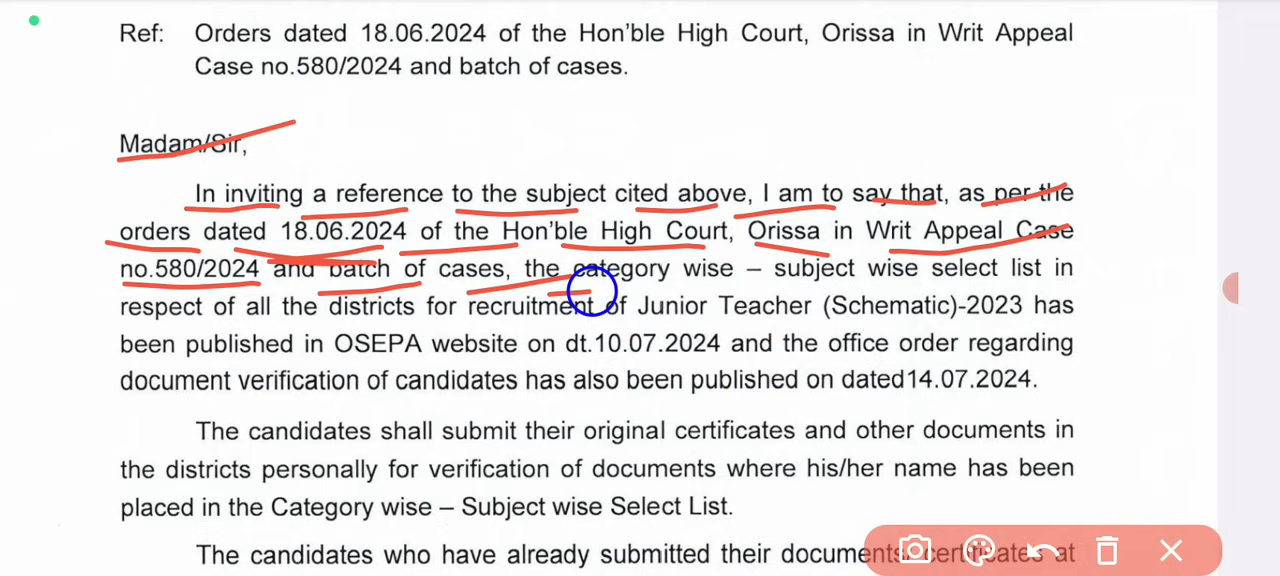 Ref: Orders dated 18.06.2024 of the Hon'ble High Court, Orissa in Writ Appeal
Case no.580/2024 and batch of cases.
Madam/Sir,
In inviting a reference to the subject cited above, I am to say that, as per the
orders dated 18.06.2024 of the Hon'ble High Court, Orissa in Writ Appeal Case
no.580/2024 and batch of cases, the category wise – subject wise select list in
respect of all the districts for recruitment of Junior Teacher (Schematic)-2023 has
been published in OSEPA website on dt.10.07.2024 and the office order regarding
document verification of candidates has also been published on dated14.07.2024.
The candidates shall submit their original certificates and other documents in
the districts personally for verification of documents where his/her name has been
placed in the Category wise – Subject wise Select List.
The candidates who have already submitted their documents/ certificates at